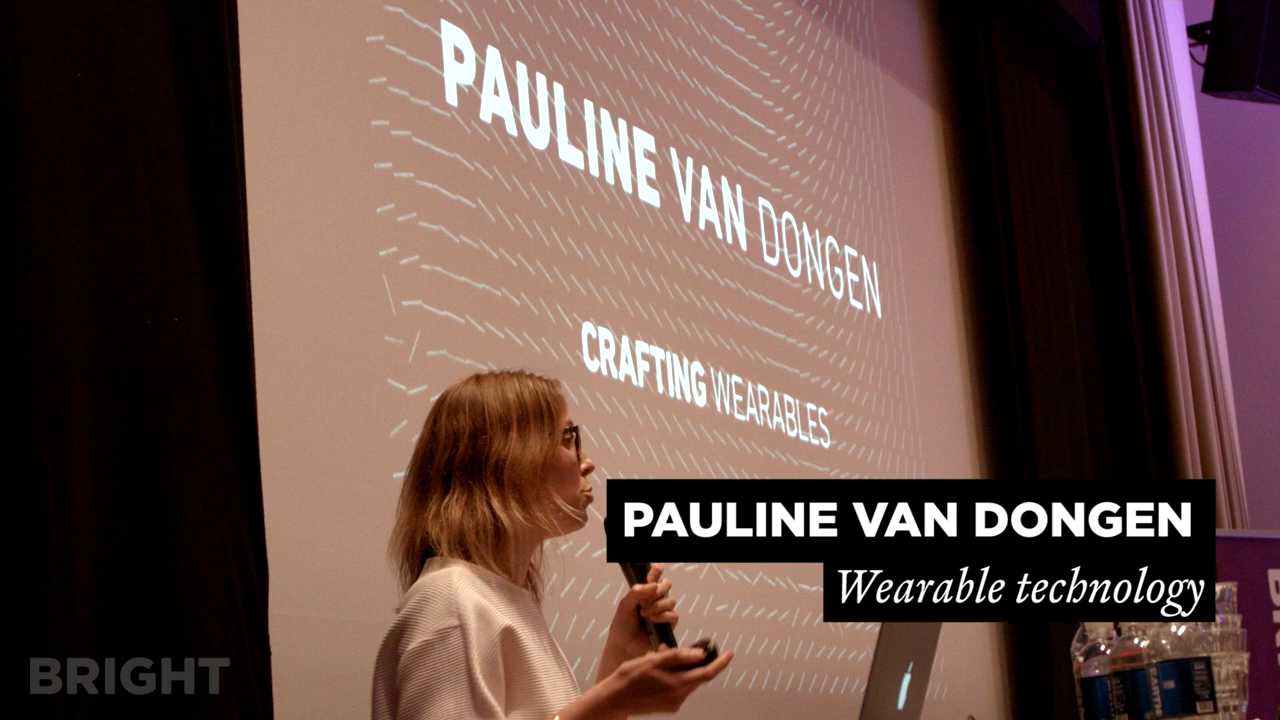 PAULINE VAN DONGEN
CRAFTING WEARABLES
PAULINE VAN DONGEN
Wearable technology
BRIGHT